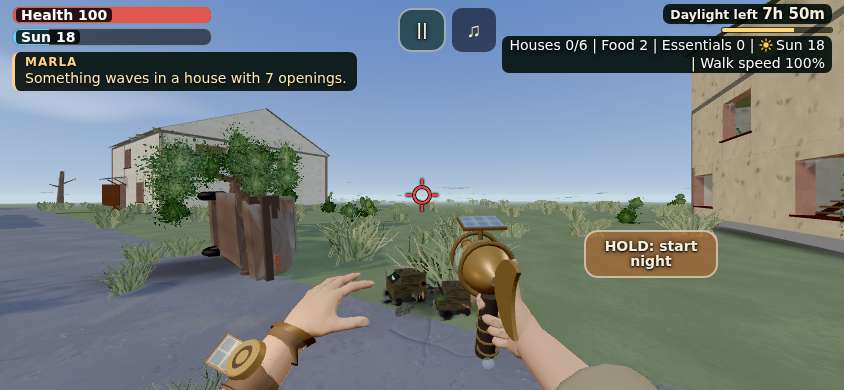 Health 100
Sun 18
MARLA
Something waves in a house with 7 openings.
Daylight left 7h 50m
Houses 0/6 | Food 2 | Essentials 0 | ☀ Sun 18
| Walk speed 100%
HOLD: start
night